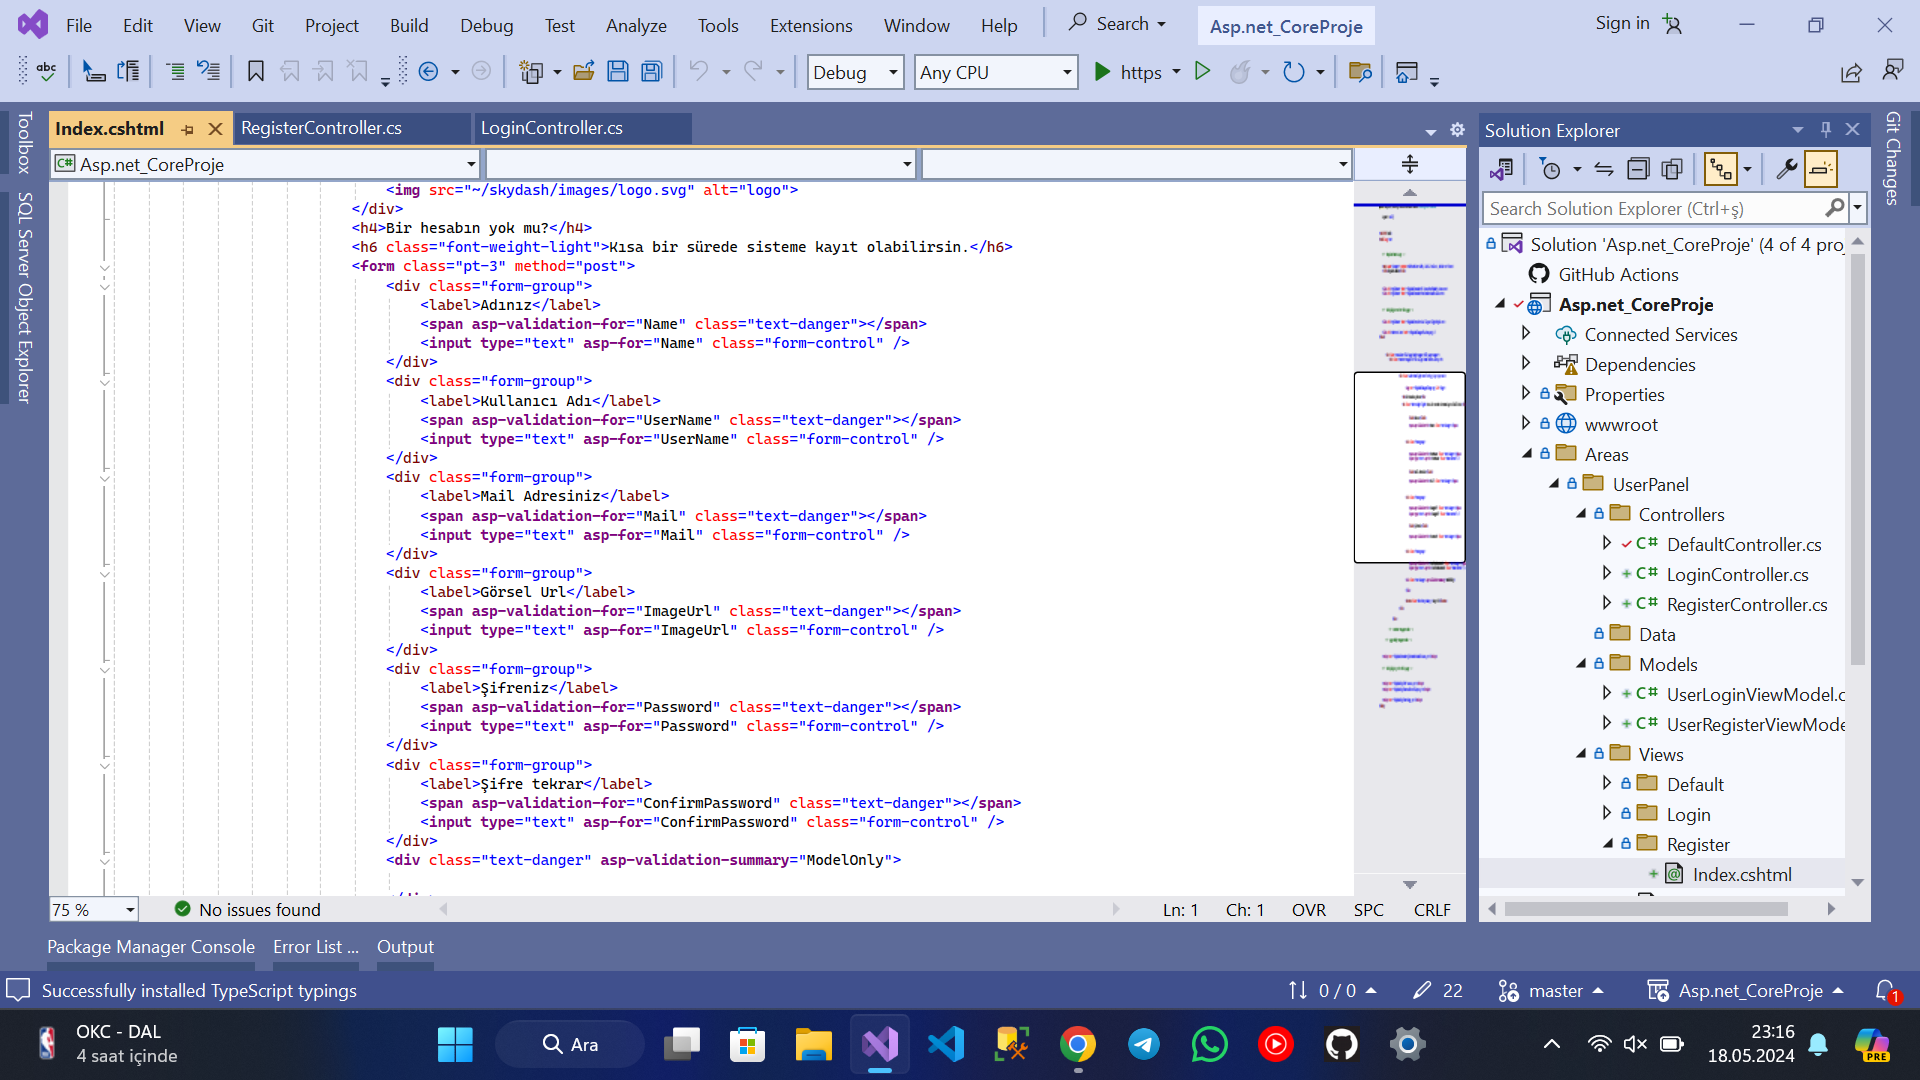 File Edit View Git Project Build Debug Test Analyze Tools Extensions Window Help Search Asp.net_CoreProje Sign in
abc Debug Any CPU https
Toolbox
SQL Server Object Explorer
Index.cshtml RegisterController.cs LoginController.cs
C# Asp.net_CoreProje
<img src="~/skydash/images/logo.svg" alt="logo">
</div>
<h4>Bir hesabın yok mu?</h4>
<h6 class="font-weight-light">Kısa bir sürede sisteme kayıt olabilirsin.</h6>
<form class="pt-3" method="post">
<div class="form-group">
<label>Adınız</label>
<span asp-validation-for="Name" class="text-danger"></span>
<input type="text" asp-for="Name" class="form-control" />
</div>
<div class="form-group">
<label>Kullanıcı Adı</label>
<span asp-validation-for="UserName" class="text-danger"></span>
<input type="text" asp-for="UserName" class="form-control" />
</div>
<div class="form-group">
<label>Mail Adresiniz</label>
<span asp-validation-for="Mail" class="text-danger"></span>
<input type="text" asp-for="Mail" class="form-control" />
</div>
<div class="form-group">
<label>Görsel Url</label>
<span asp-validation-for="ImageUrl" class="text-danger"></span>
<input type="text" asp-for="ImageUrl" class="form-control" />
</div>
<div class="form-group">
<label>Şifreniz</label>
<span asp-validation-for="Password" class="text-danger"></span>
<input type="text" asp-for="Password" class="form-control" />
</div>
<div class="form-group">
<label>Şifre tekrar</label>
<span asp-validation-for="ConfirmPassword" class="text-danger"></span>
<input type="text" asp-for="ConfirmPassword" class="form-control" />
</div>
<div class="text-danger" asp-validation-summary="ModelOnly">
75 % No issues found Ln: 1 Ch: 1 OVR SPC CRLF
Solution Explorer
Search Solution Explorer (Ctrl+ş)
Solution 'Asp.net_CoreProje' (4 of 4 proj
GitHub Actions
Asp.net_CoreProje
Connected Services
Dependencies
Properties
wwwroot
Areas
UserPanel
Controllers
C# DefaultController.cs
C# LoginController.cs
C# RegisterController.cs
Data
Models
C# UserLoginViewModel.c
C# UserRegisterViewMode
Views
Default
Login
Register
Index.cshtml
Git Changes
Package Manager Console Error List ... Output
Successfully installed TypeScript typings 0 / 0 22 master Asp.net_CoreProje 1
OKC - DAL
4 saat içinde
Ara
23:16
18.05.2024
PRE